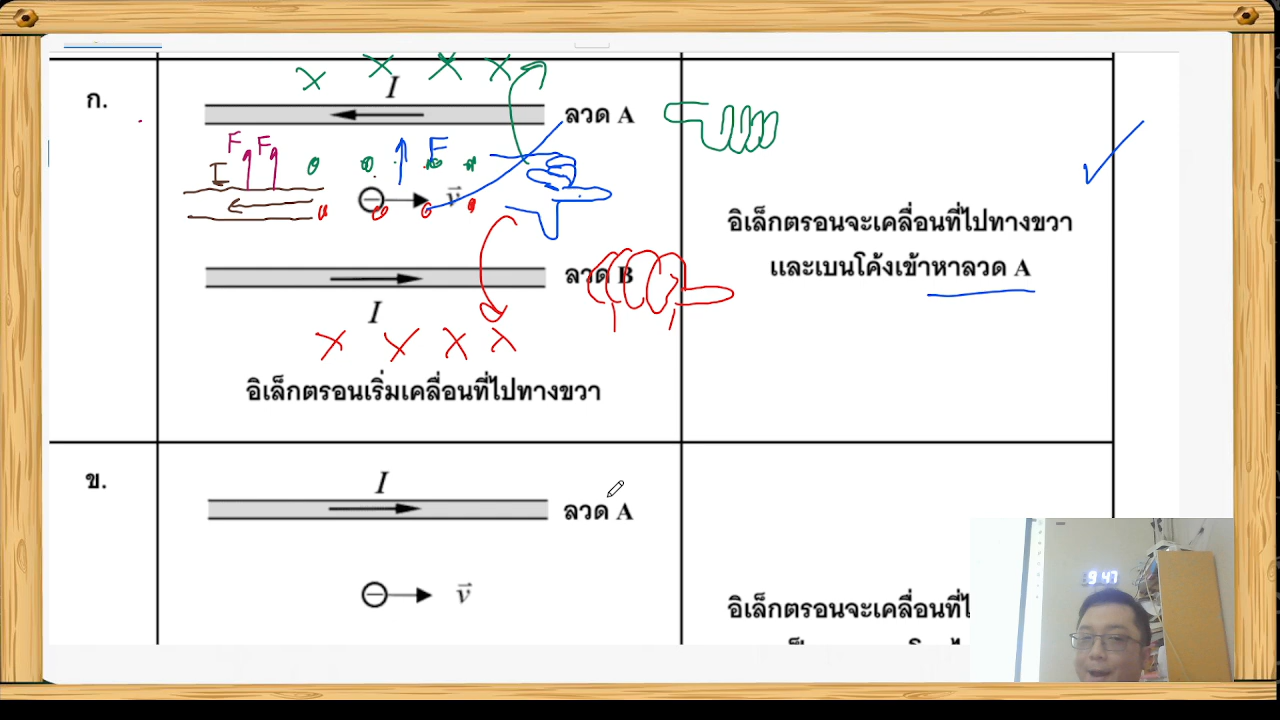 ก.
I
ลวด A
F F
F
I
v
อิเล็กตรอนจะเคลื่อนที่ไปทางขวา
และเบนโค้งเข้าหาลวด A
ลวด B
I
อิเล็กตรอนเริ่มเคลื่อนที่ไปทางขวา
ข.
I
ลวด A
v
อิเล็กตรอนจะเคลื่อนที่
9 47